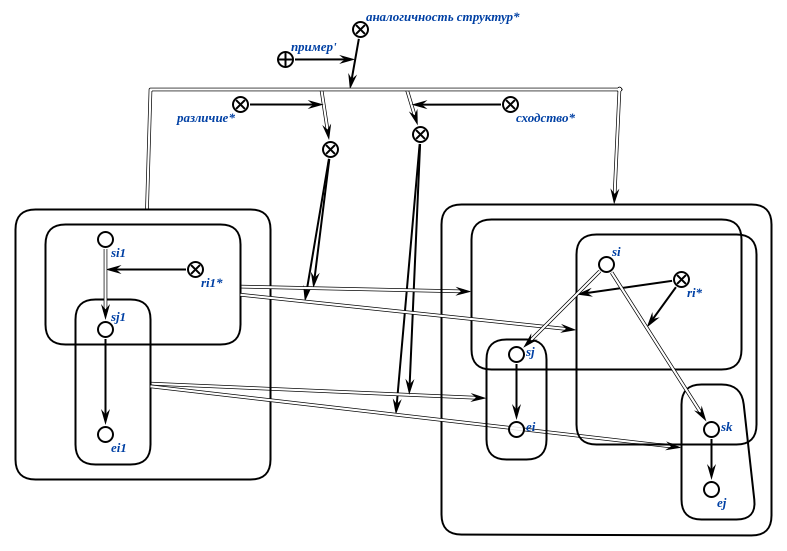 аналогичность структур*
пример'
различие*
сходство*
si1
ri1*
sj1
ei1
si
ri*
sj
ei
sk
ej